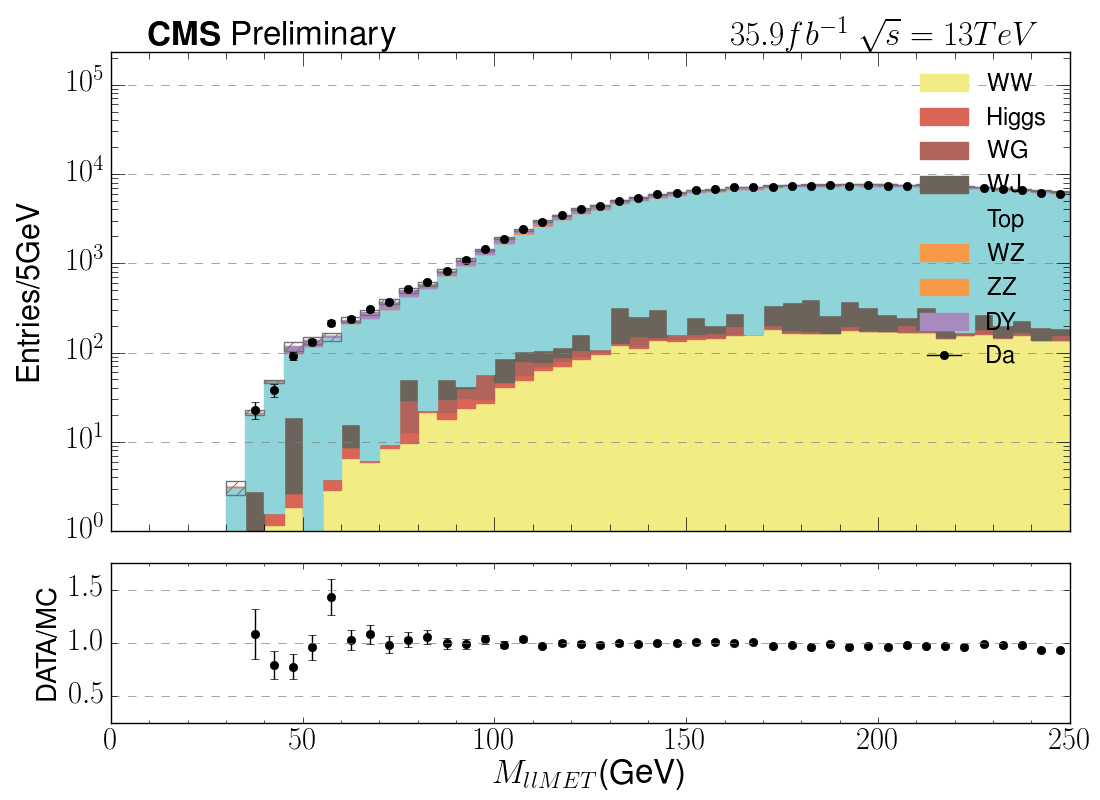 CMS Preliminary
35.9fb⁻¹ √s = 13TeV
Entries/5GeV
10⁵
10⁴
10³
10²
10¹
10⁰
WW
Higgs
WG
WJ
Top
WZ
ZZ
DY
Da
DATA/MC
1.5
1.0
0.5
0 50 100 150 200 250
M_{llMET}(GeV)